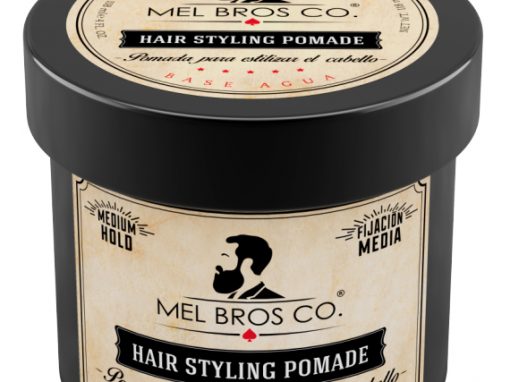 MEL BROS CO.®
HAIR STYLING POMADE
-Pomada para estilizar el cabello-
BASE AGUA
MEDIUM
HOLD
FIJACIÓN
MEDIA
MEL BROS CO.®
HAIR STYLING POMADE
cabello-